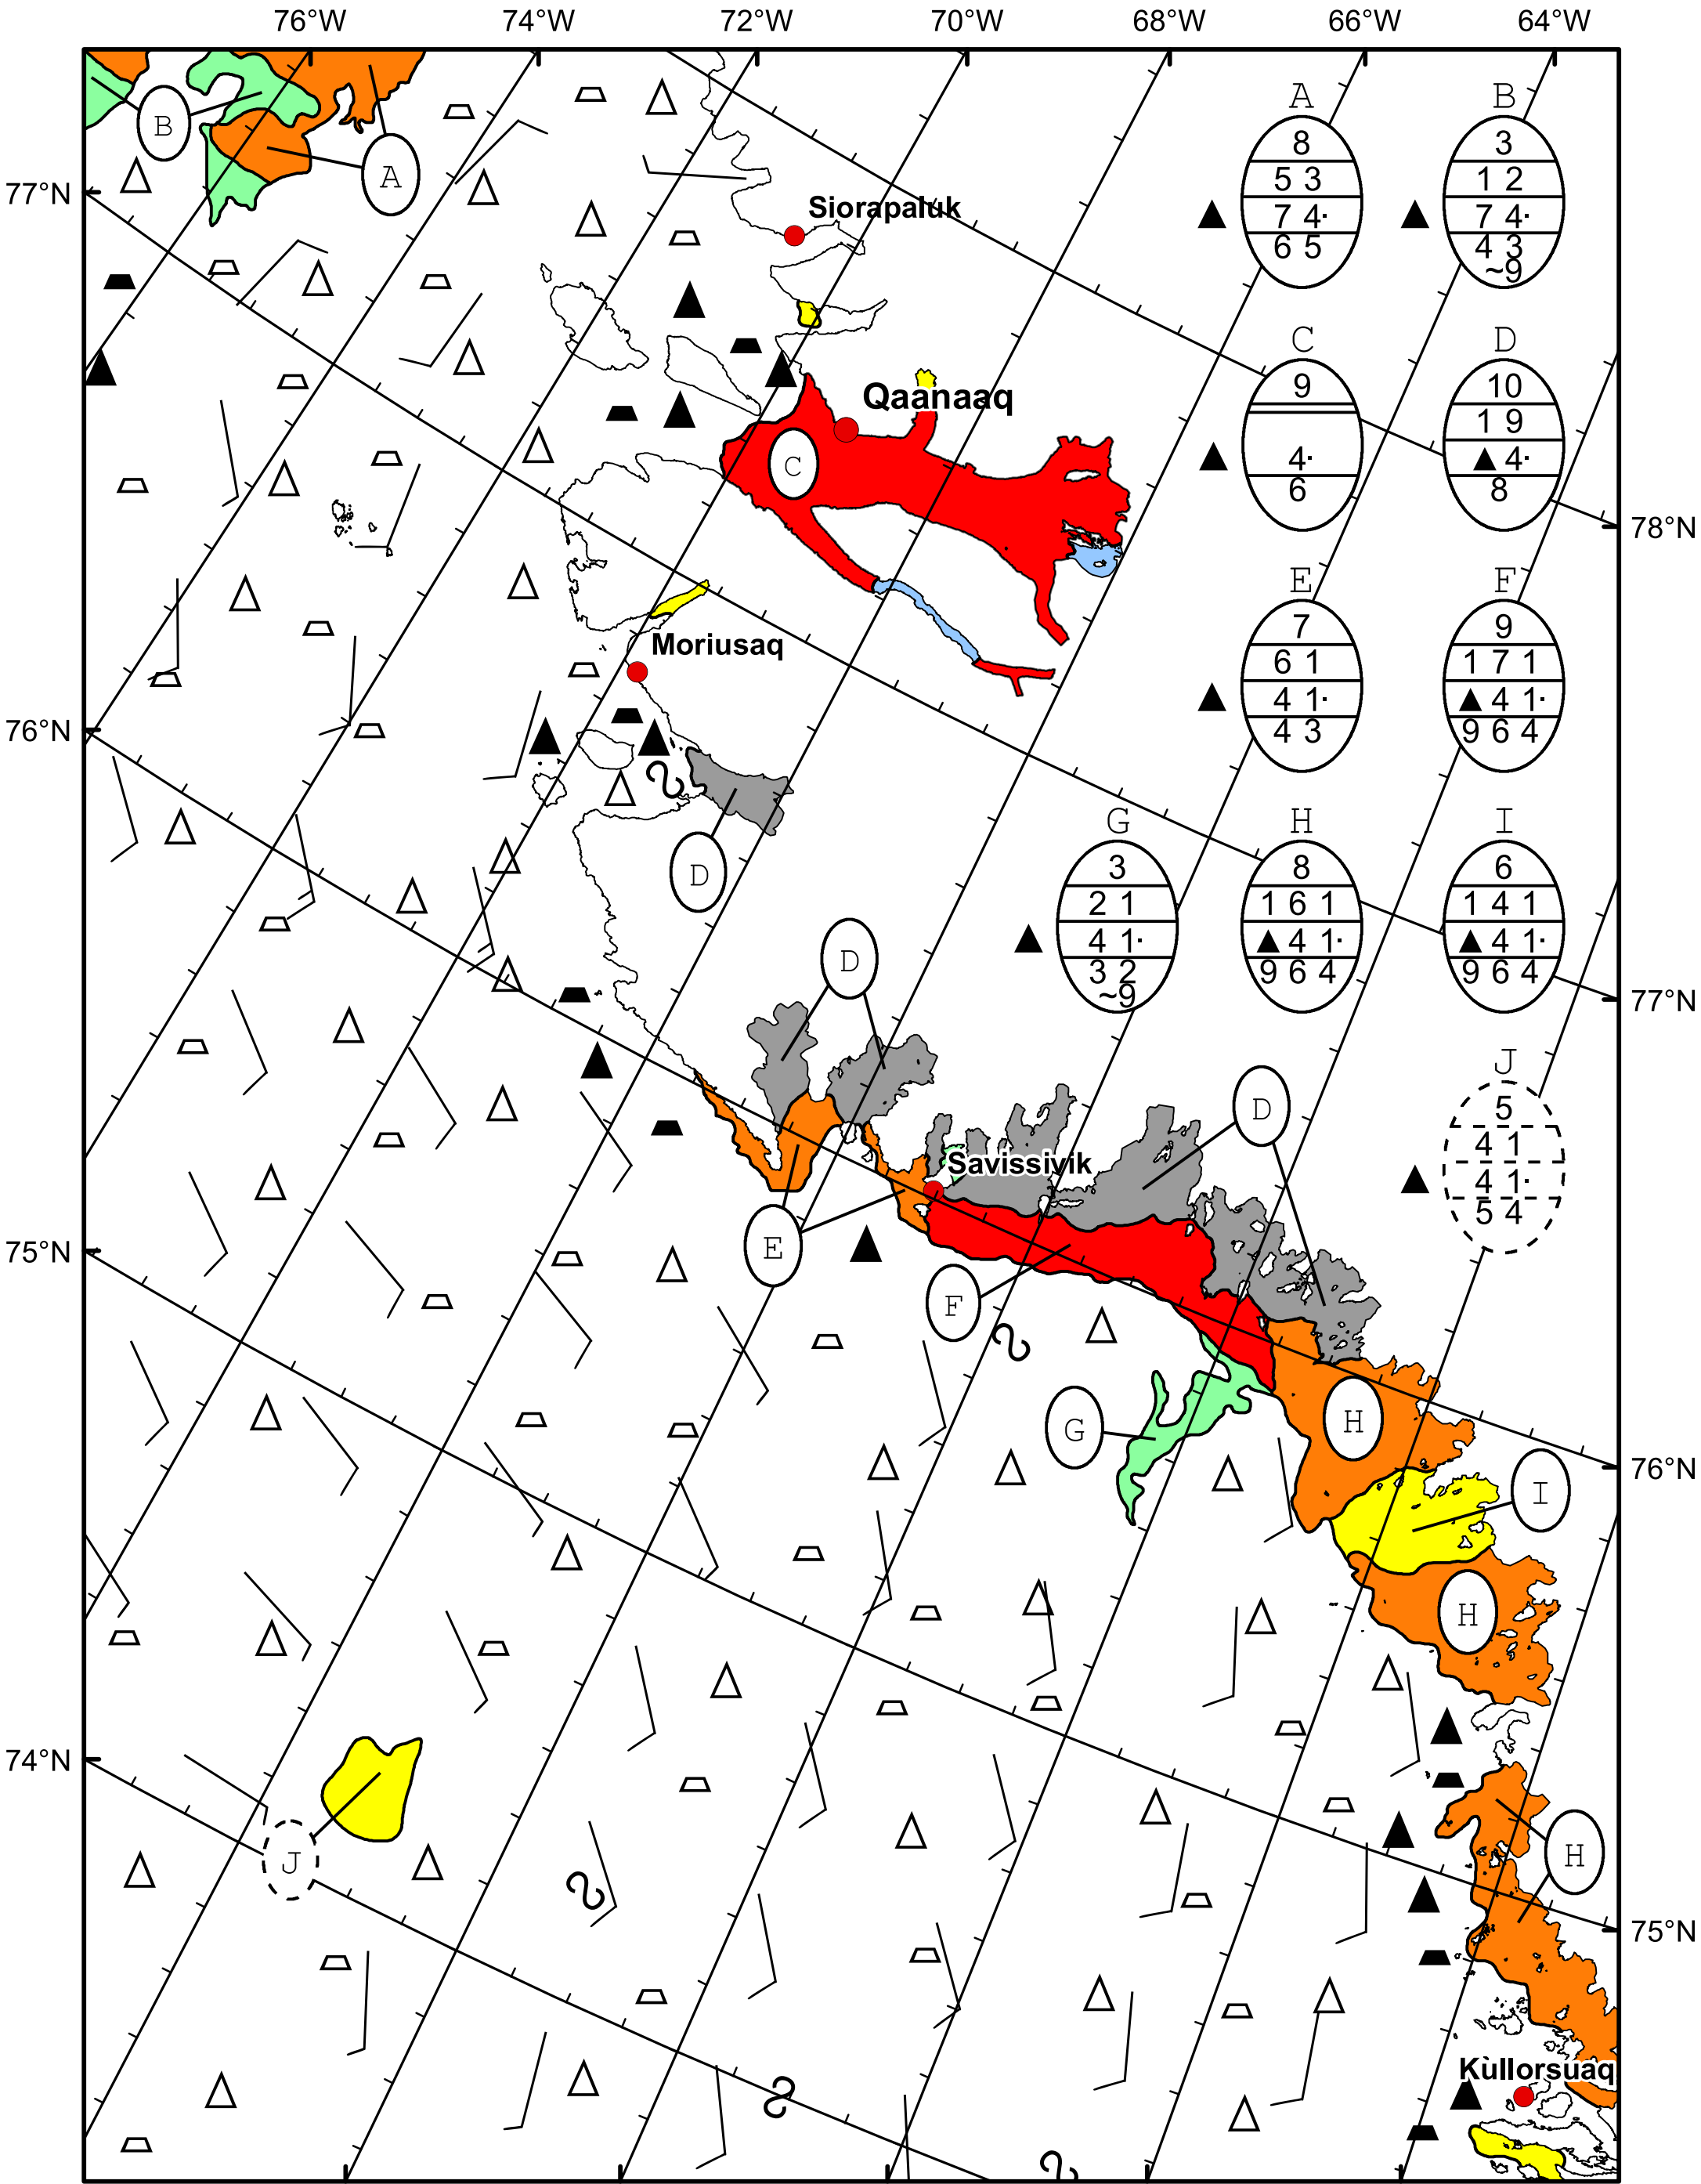 76°W 74°W 72°W 70°W 68°W 66°W 64°W
A
8
5 3
7 4·
6 5
B
3
1 2
7 4·
4 3
~9
B
A
77°N
Siorapaluk
C
9
4·
6
D
10
1 9
▲ 4·
8
Qaanaaq
C
78°N
E
7
6 1
4 1·
4 3
F
9
1 7 1
▲ 4 1·
9 6 4
Moriusaq
76°N
D
G
3
2 1
4 1·
3 2
~9
H
8
1 6 1
▲ 4 1·
9 6 4
I
6
1 4 1
▲ 4 1·
9 6 4
D
77°N
J
5
4 1
4 1·
5 4
D
Savissivik
75°N
E
F
G
H
76°N
I
H
74°N
J
H
75°N
Kullorsuaq